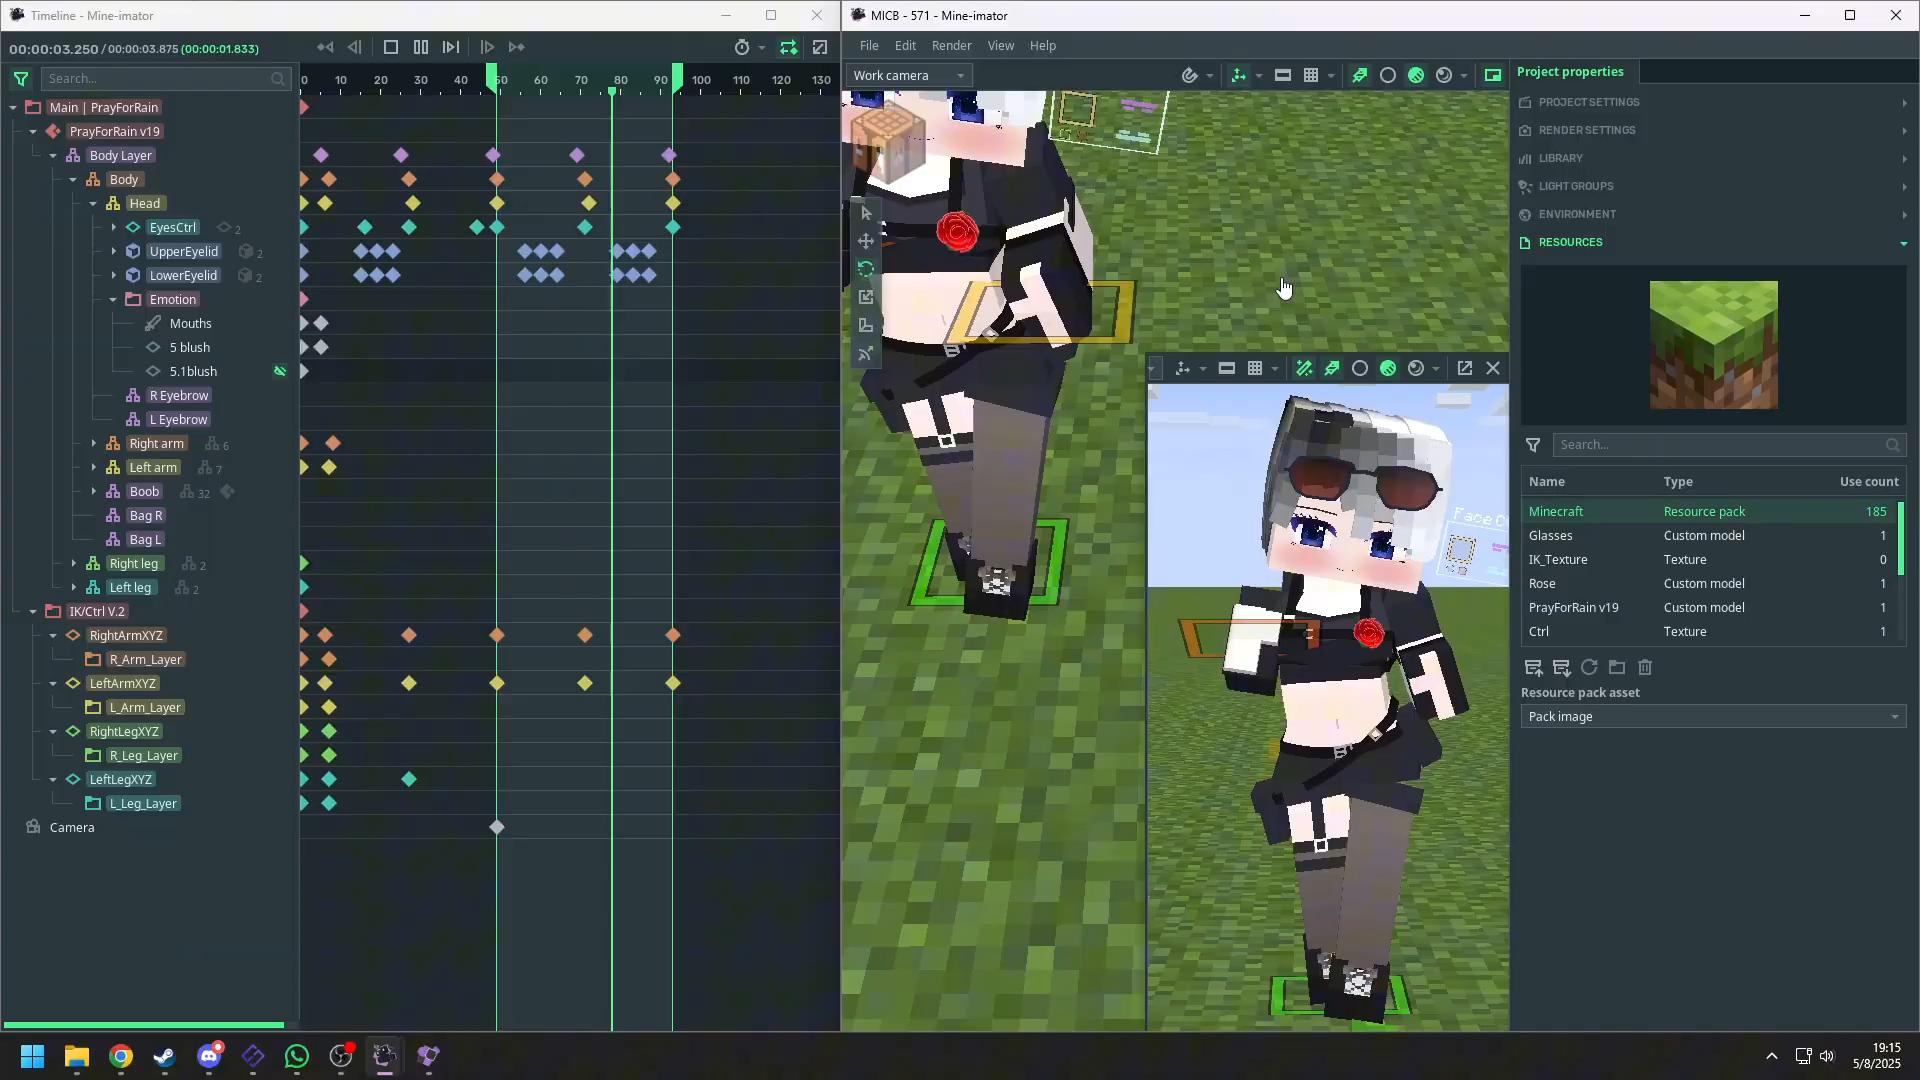 Timeline - Mine-imator
MICB - 571 - Mine-imator
00:00:03.250 / 00:00:03.875 (00:00:01.833)
File Edit Render View Help
Work camera
Search...
0 10 20 30 40 50 60 70 80 90 100 110 120 130
Main | PrayForRain
PrayForRain v19
Body Layer
Body
Head
EyesCtrl 2
UpperEyelid 2
LowerEyelid 2
Emotion
Mouths
5 blush
5.1blush
R Eyebrow
L Eyebrow
Right arm 6
Left arm 7
Boob 32
Bag R
Bag L
Right leg 2
Left leg 2
IK/Ctrl V.2
RightArmXYZ
R_Arm_Layer
LeftArmXYZ
L_Arm_Layer
RightLegXYZ
R_Leg_Layer
LeftLegXYZ
L_Leg_Layer
Camera
Project properties
PROJECT SETTINGS
RENDER SETTINGS
LIBRARY
LIGHT GROUPS
ENVIRONMENT
RESOURCES
Search...
Name Type Use count
Minecraft Resource pack 185
Glasses Custom model 1
IK_Texture Texture 0
Rose Custom model 1
PrayForRain v19 Custom model 1
Ctrl Texture 1
Resource pack asset
Pack image
Face C
19:15
5/8/2025